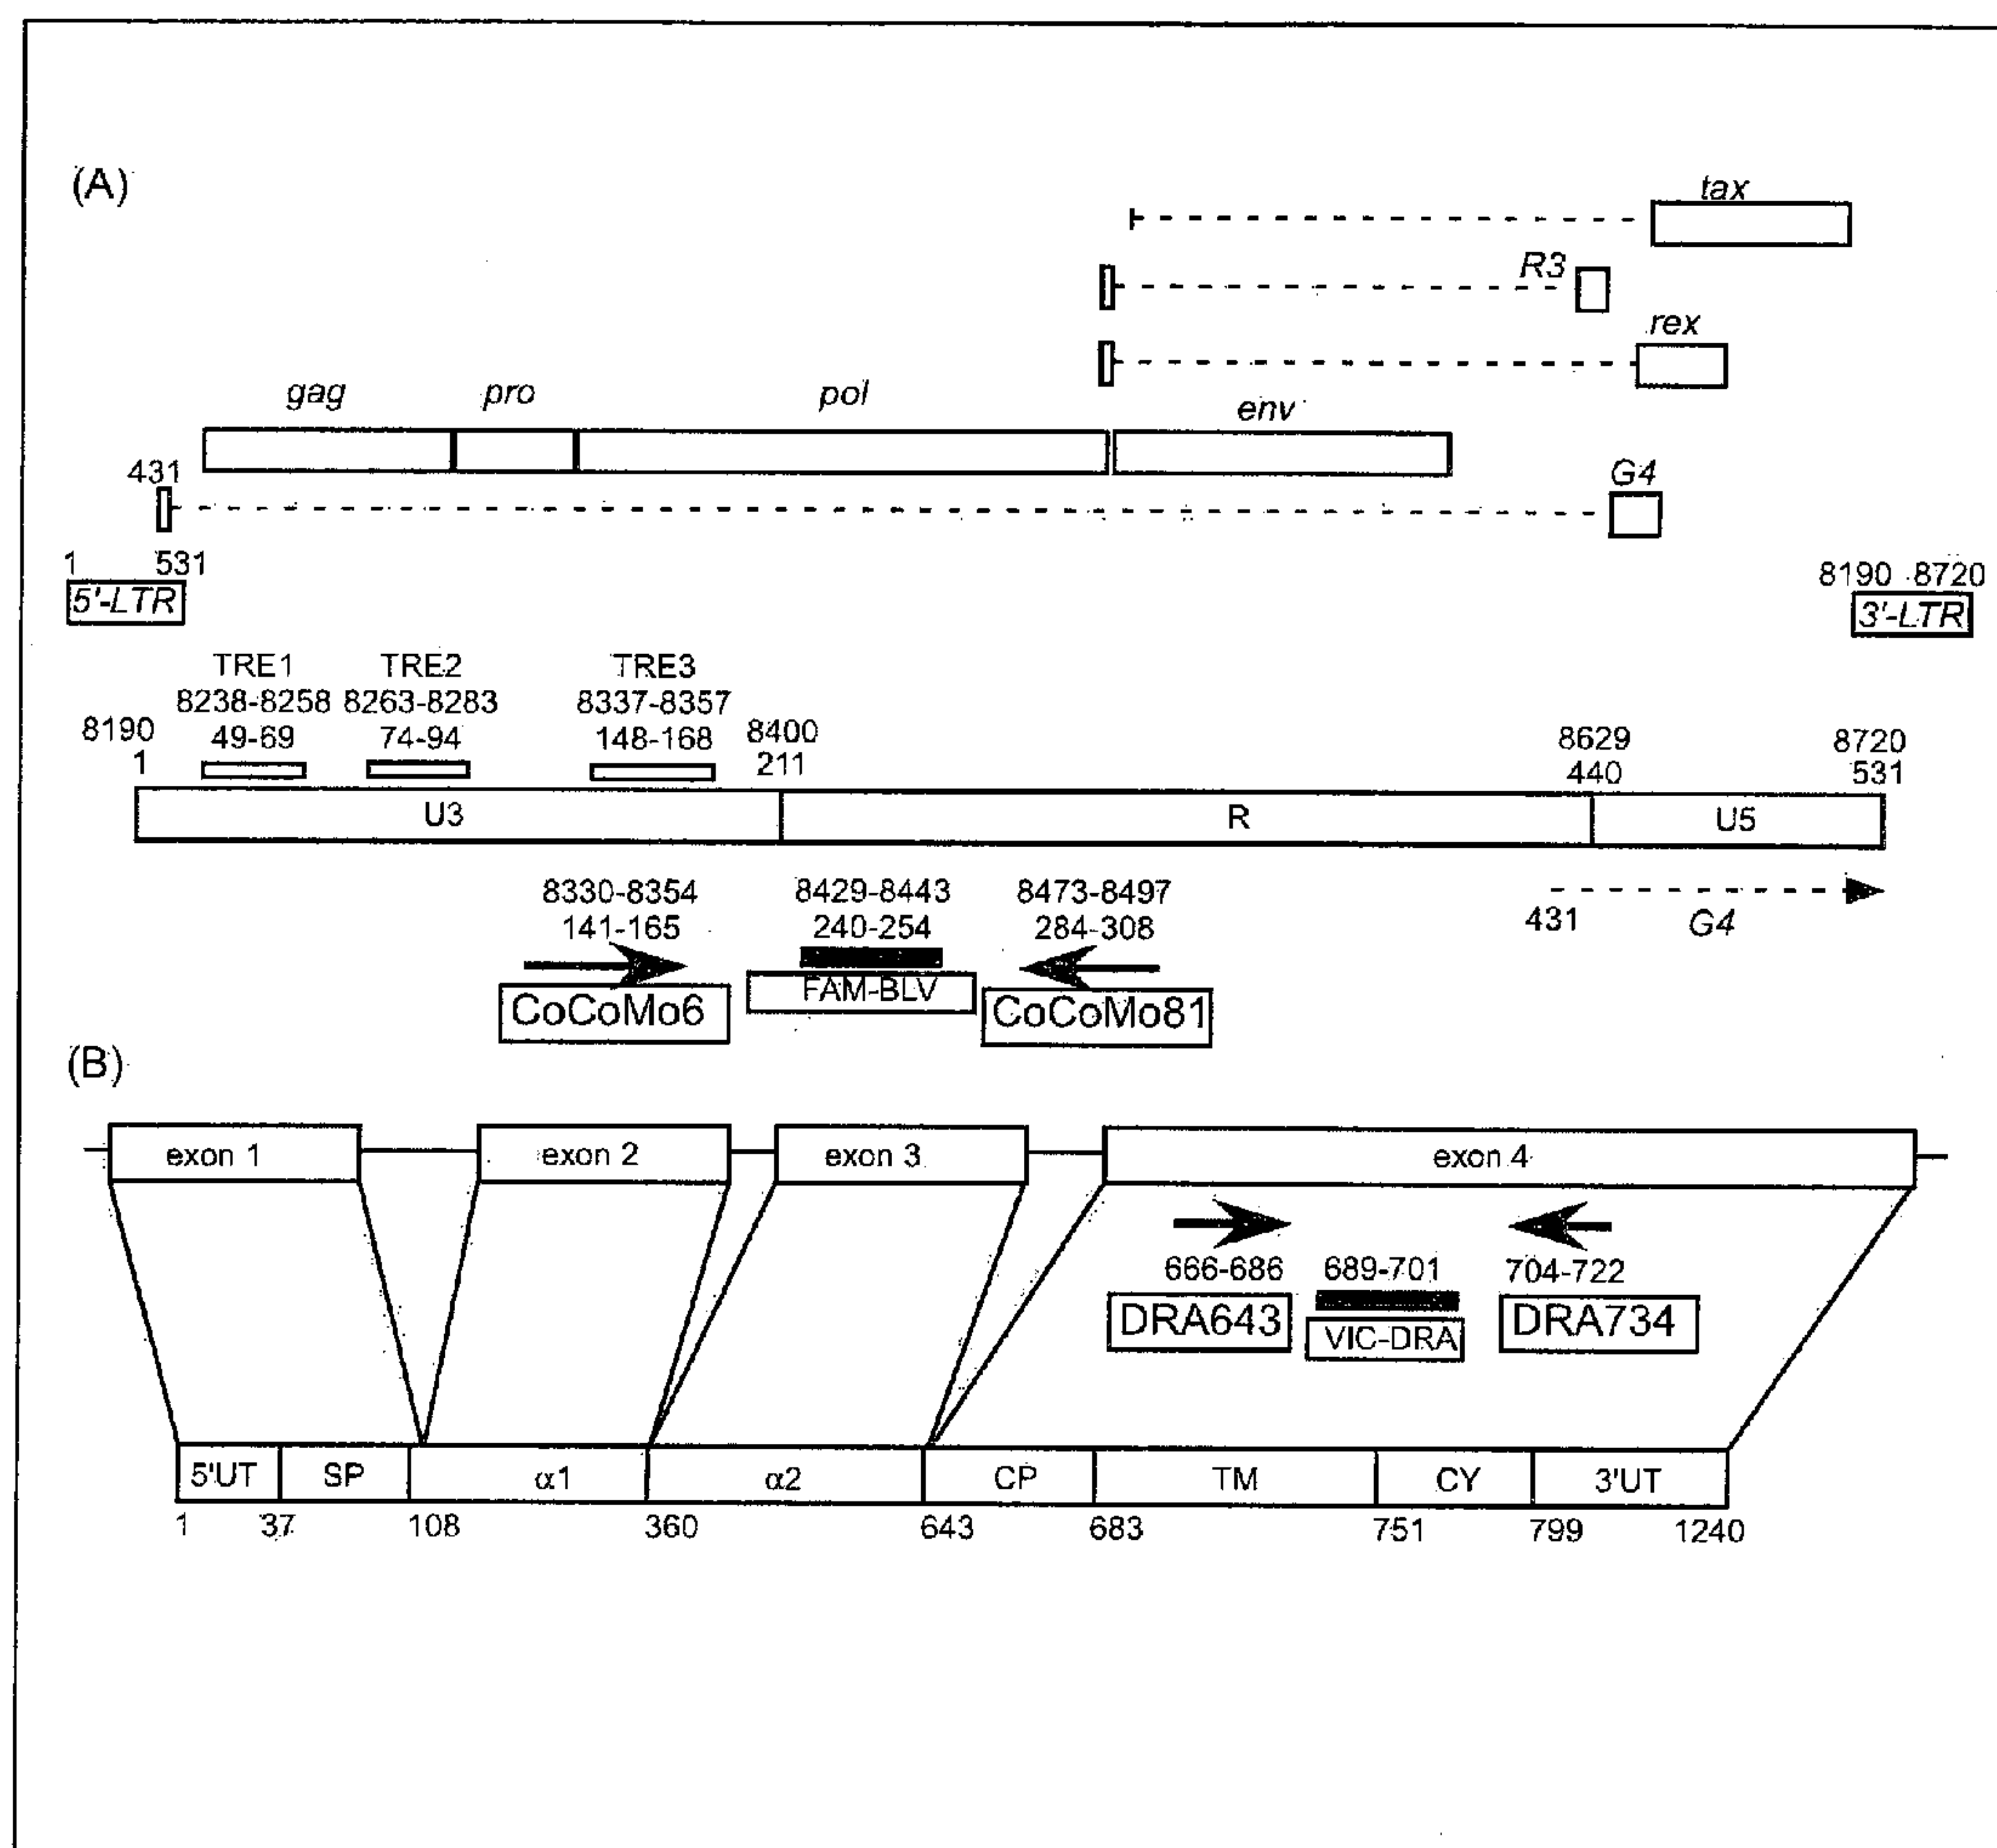 (A)
tax
R3
rex
gag pro pol env
431 G4
1 531
5'-LTR
8190 8720
3'-LTR
TRE1 TRE2 TRE3
8238-8258 8263-8283 8337-8357
8190 49-69 74-94 148-168 8400 8629 8720
1 211 440 531
U3 R U5
8330-8354 8429-8443 8473-8497
141-165 240-254 284-308 431 G4
FAM-BLV
CoCoMo6 CoCoMo81
(B)
exon 1 exon 2 exon 3 exon 4
666-686 689-701 704-722
DRA643 VIC-DRA DRA734
5'UT SP α1 α2 CP TM CY 3'UT
1 37 108 360 643 683 751 799 1240